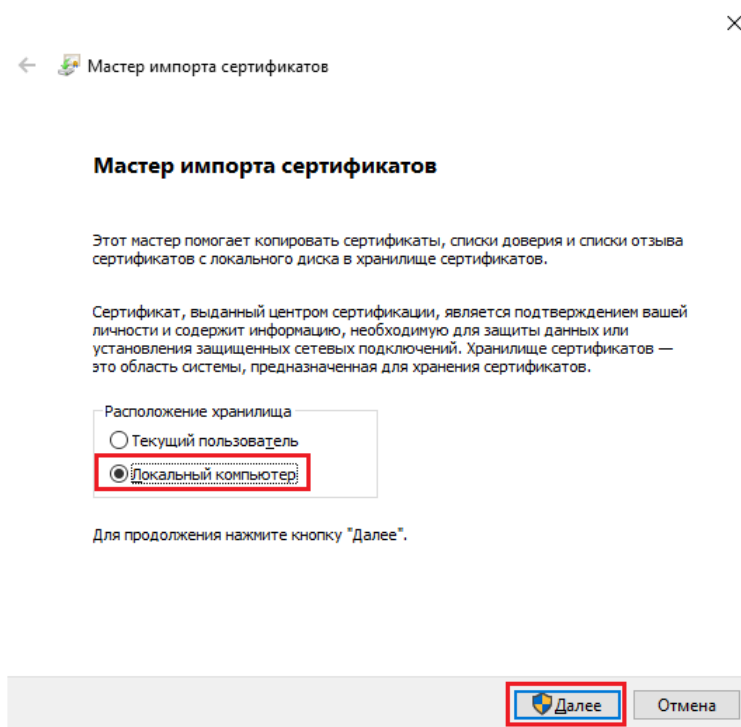 Мастер импорта сертификатов
Мастер импорта сертификатов
Этот мастер помогает копировать сертификаты, списки доверия и списки отзыва
сертификатов с локального диска в хранилище сертификатов.
Сертификат, выданный центром сертификации, является подтверждением вашей
личности и содержит информацию, необходимую для защиты данных или
установления защищенных сетевых подключений. Хранилище сертификатов —
это область системы, предназначенная для хранения сертификатов.
Расположение хранилища
Текущий пользователь
Локальный компьютер
Для продолжения нажмите кнопку "Далее".
Далее
Отмена